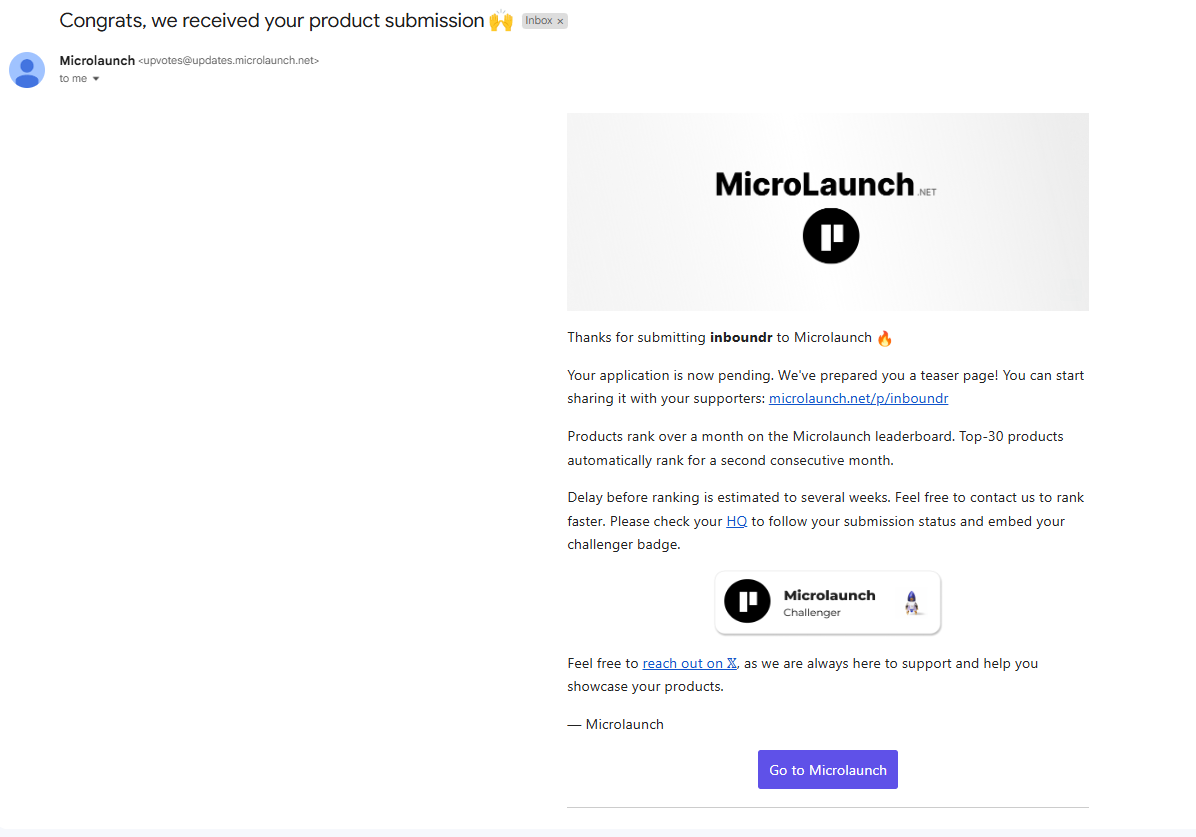 Congrats, we received your product submission 🙌 Inbox ×
Microlaunch <upvotes@updates.microlaunch.net>
to me
MicroLaunch .NET
Thanks for submitting inboundr to Microlaunch 🔥
Your application is now pending. We've prepared you a teaser page! You can start
sharing it with your supporters: microlaunch.net/p/inboundr
Products rank over a month on the Microlaunch leaderboard. Top-30 products
automatically rank for a second consecutive month.
Delay before ranking is estimated to several weeks. Feel free to contact us to rank
faster. Please check your HQ to follow your submission status and embed your
challenger badge.
Microlaunch
Challenger
Feel free to reach out on 𝕏, as we are always here to support and help you
showcase your products.
— Microlaunch
Go to Microlaunch